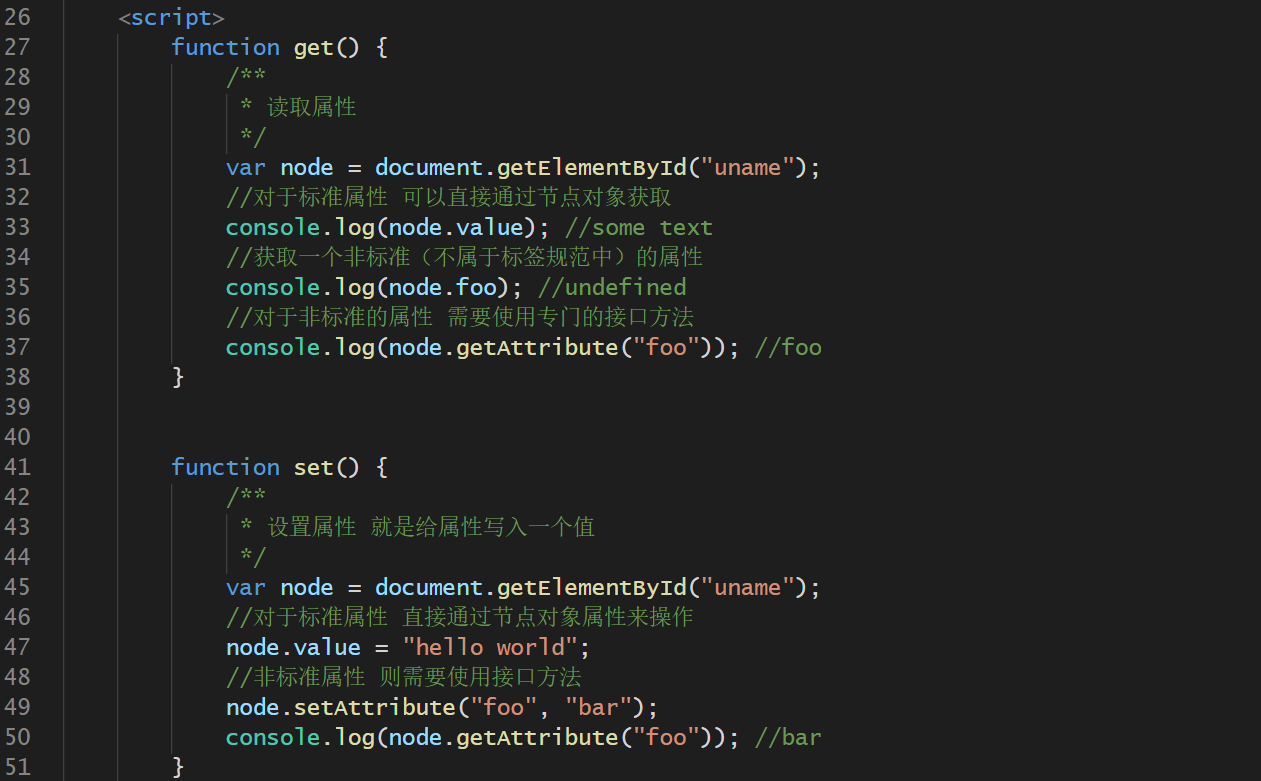 26 <script>
27 function get() {
28 /**
29 * 读取属性
30 */
31 var node = document.getElementById("uname");
32 //对于标准属性 可以直接通过节点对象获取
33 console.log(node.value); //some text
34 //获取一个非标准（不属于标签规范中）的属性
35 console.log(node.foo); //undefined
36 //对于非标准的属性 需要使用专门的接口方法
37 console.log(node.getAttribute("foo")); //foo
38 }
39
40
41 function set() {
42 /**
43 * 设置属性 就是给属性写入一个值
44 */
45 var node = document.getElementById("uname");
46 //对于标准属性 直接通过节点对象属性来操作
47 node.value = "hello world";
48 //非标准属性 则需要使用接口方法
49 node.setAttribute("foo", "bar");
50 console.log(node.getAttribute("foo")); //bar
51 }